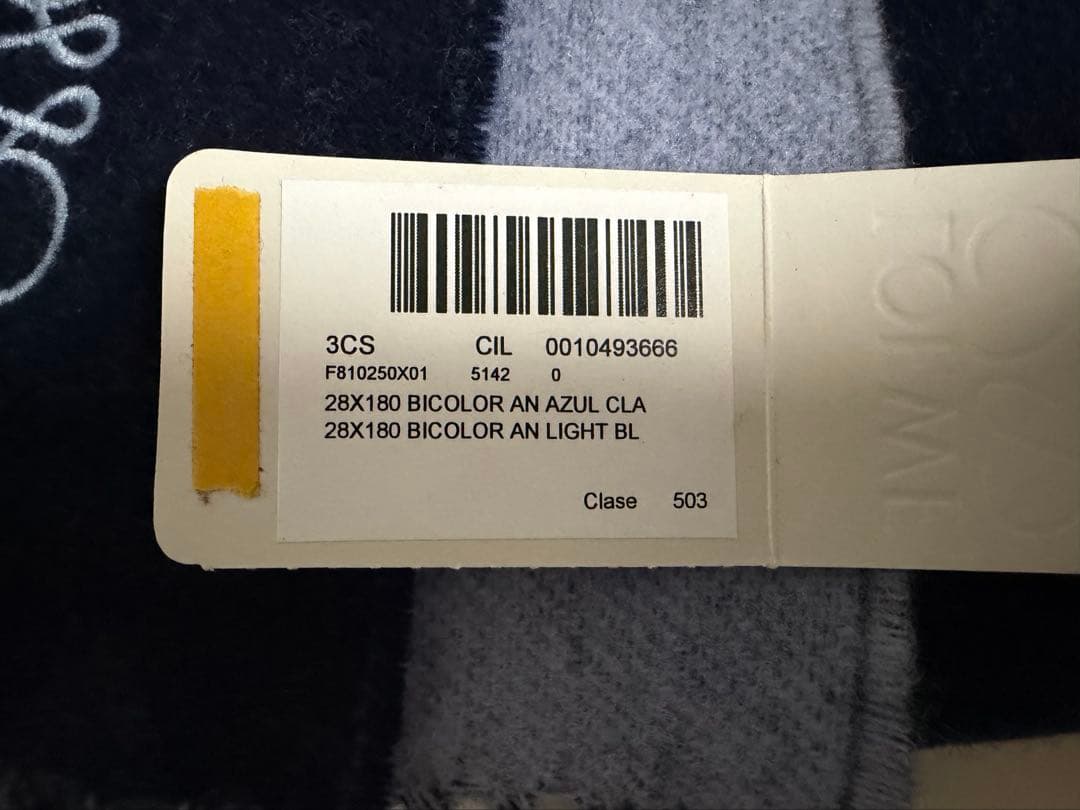 3CS CIL 0010493666
F810250X01 5142 0
28X180 BICOLOR AN AZUL CLA
28X180 BICOLOR AN LIGHT BL
Clase 503